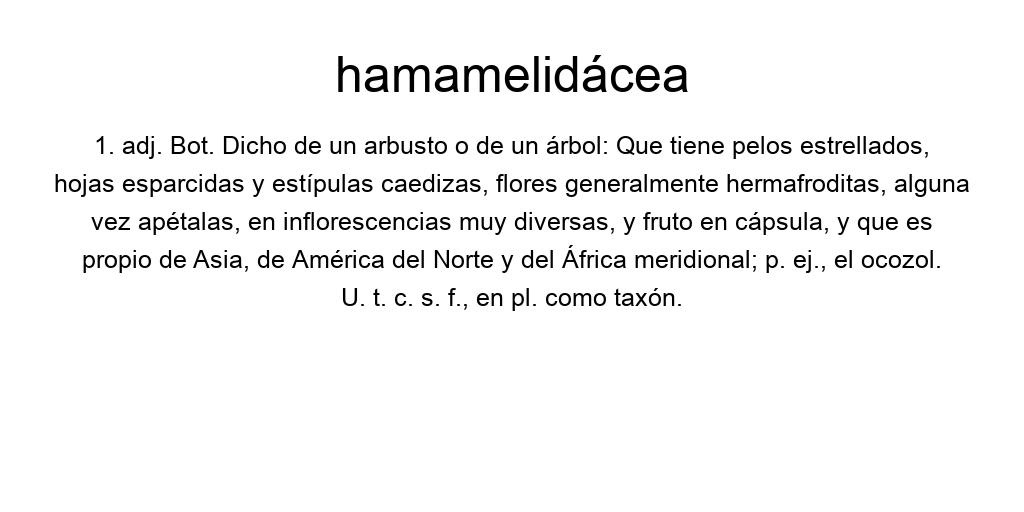 hamamelidácea
1. adj. Bot. Dicho de un arbusto o de un árbol: Que tiene pelos estrellados,
hojas esparcidas y estípulas caedizas, flores generalmente hermafroditas, alguna
vez apétalas, en inflorescencias muy diversas, y fruto en cápsula, y que es
propio de Asia, de América del Norte y del África meridional; p. ej., el ocozol.
U. t. c. s. f., en pl. como taxón.